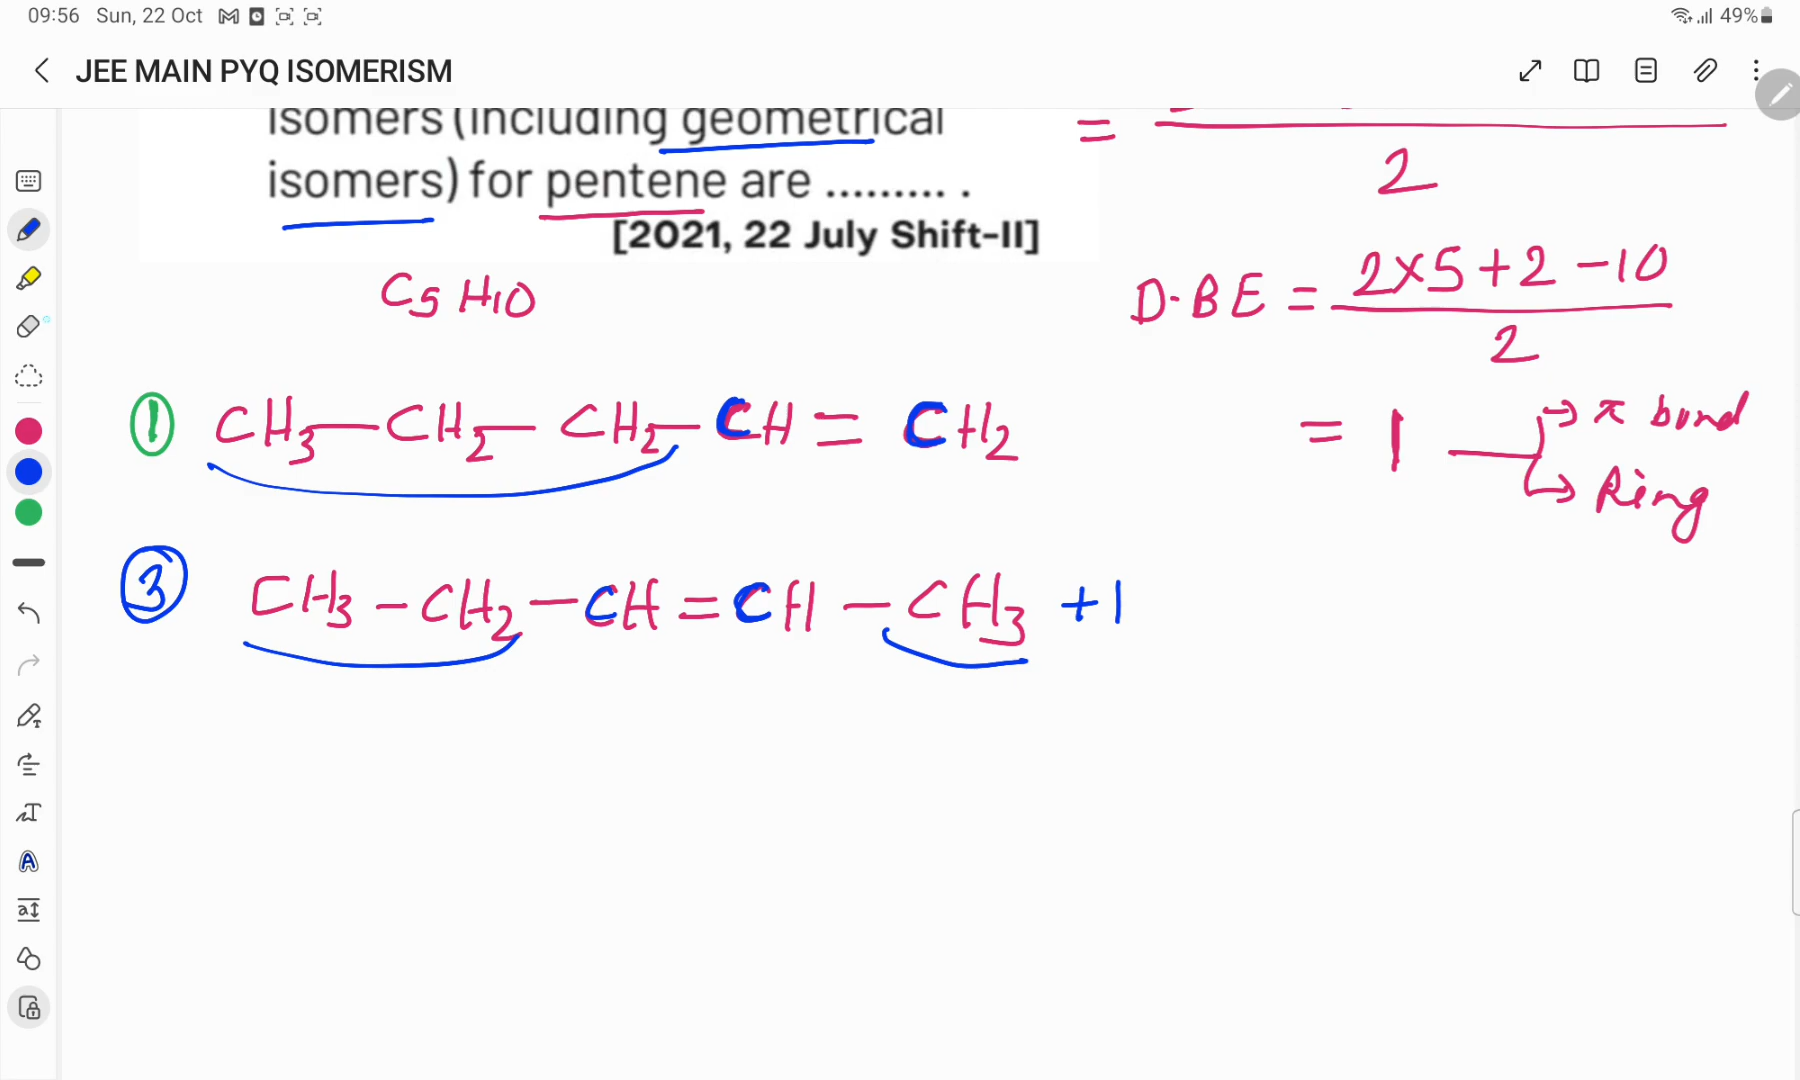 09:56 Sun, 22 Oct 49%
JEE MAIN PYQ ISOMERISM
isomers (including geometrical
isomers) for pentene are ......... .
[2021, 22 July Shift-II]
=
2
C5 H10
D·BE = 2×5+2-10
2
① CH3—CH2—CH2—CH=CH2
= 1 → π bond
→ Ring
③ CH3-CH2-CH=CH-CH3 +1